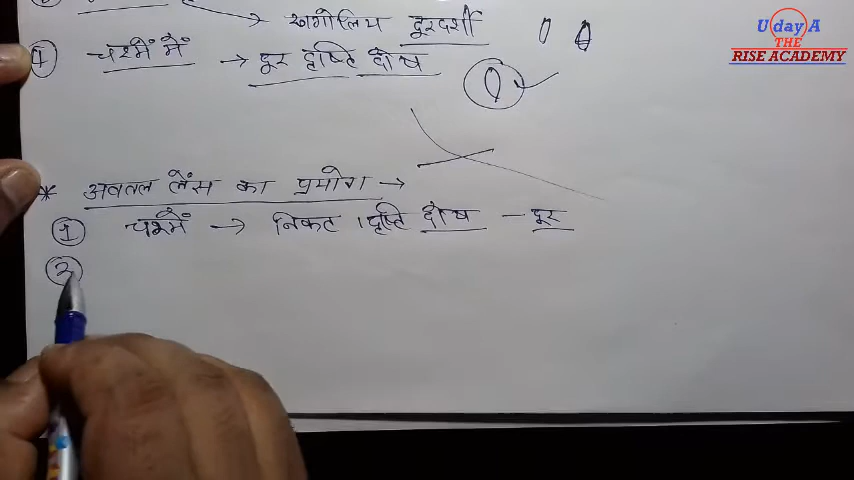 खगोलिय दूरदर्शी
4 चश्में में → दूर दृष्टि दोष
* अवतल लेंस का प्रयोग →
1 चश्में → निकट दृष्टि दोष - दूर
2
Uday A
THE
RISE ACADEMY